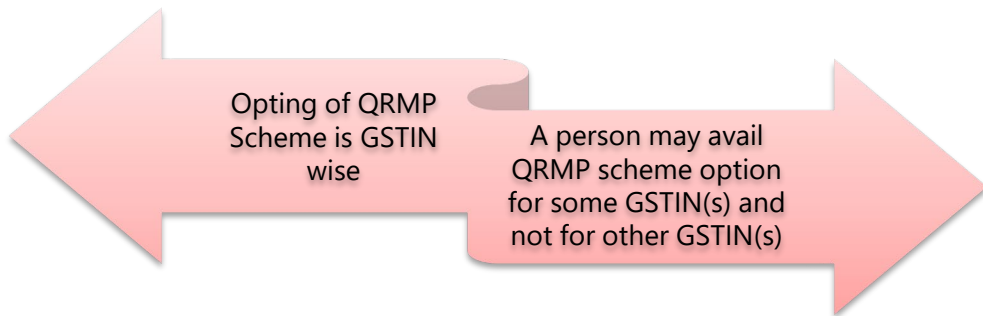 Opting of QRMP
Scheme is GSTIN
wise
A person may avail
QRMP scheme option
for some GSTIN(s) and
not for other GSTIN(s)